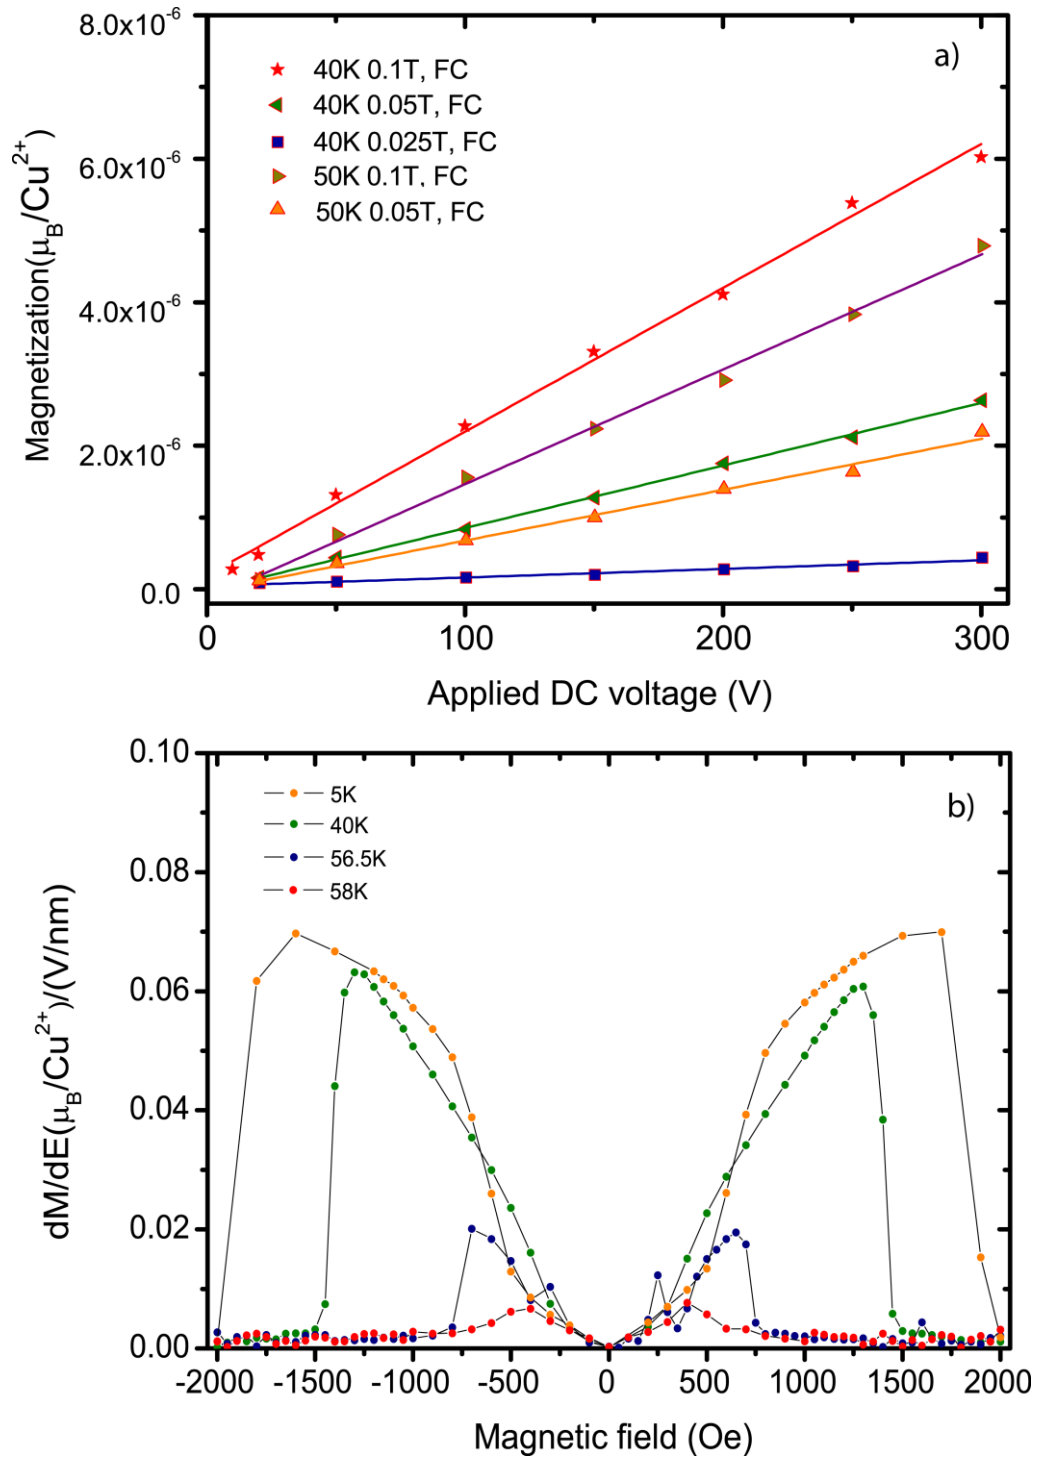 8.0x10⁻⁶
a)
40K 0.1T, FC
40K 0.05T, FC
40K 0.025T, FC
50K 0.1T, FC
50K 0.05T, FC
6.0x10⁻⁶
4.0x10⁻⁶
2.0x10⁻⁶
0.0
Magnetization(μ_B/Cu²⁺)
0 100 200 300
Applied DC voltage (V)
0.10
b)
5K
40K
56.5K
58K
0.08
0.06
0.04
0.02
0.00
dM/dE(μ_B/Cu²⁺)/(V/nm)
-2000 -1500 -1000 -500 0 500 1000 1500 2000
Magnetic field (Oe)